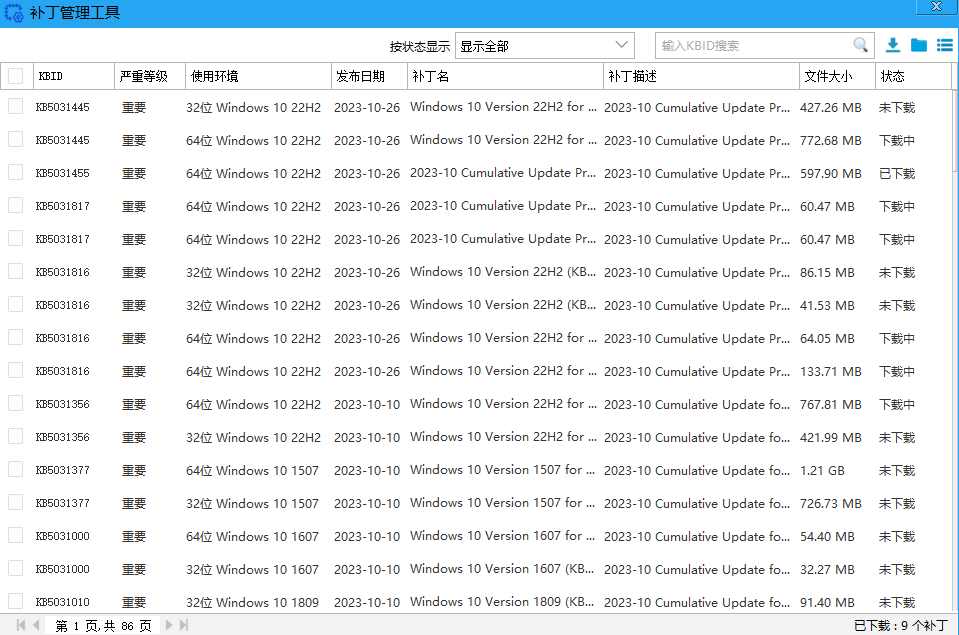 补丁管理工具
按状态显示 显示全部 输入KBID搜索
KBID 严重等级 使用环境 发布日期 补丁名 补丁描述 文件大小 状态
KB5031445 重要 32位 Windows 10 22H2 2023-10-26 Windows 10 Version 22H2 for ... 2023-10 Cumulative Update Pr... 427.26 MB 未下载
KB5031445 重要 64位 Windows 10 22H2 2023-10-26 Windows 10 Version 22H2 for ... 2023-10 Cumulative Update Pr... 772.68 MB 下载中
KB5031455 重要 64位 Windows 10 22H2 2023-10-26 2023-10 Cumulative Update Pr... 2023-10 Cumulative Update Pr... 597.90 MB 已下载
KB5031817 重要 64位 Windows 10 22H2 2023-10-26 2023-10 Cumulative Update Pr... 2023-10 Cumulative Update Pr... 60.47 MB 下载中
KB5031817 重要 64位 Windows 10 22H2 2023-10-26 2023-10 Cumulative Update Pr... 2023-10 Cumulative Update Pr... 60.47 MB 下载中
KB5031816 重要 32位 Windows 10 22H2 2023-10-26 Windows 10 Version 22H2 (KB... 2023-10 Cumulative Update Pr... 86.15 MB 未下载
KB5031816 重要 32位 Windows 10 22H2 2023-10-26 Windows 10 Version 22H2 (KB... 2023-10 Cumulative Update Pr... 41.53 MB 未下载
KB5031816 重要 64位 Windows 10 22H2 2023-10-26 Windows 10 Version 22H2 for ... 2023-10 Cumulative Update Pr... 64.05 MB 下载中
KB5031816 重要 64位 Windows 10 22H2 2023-10-26 Windows 10 Version 22H2 for ... 2023-10 Cumulative Update Pr... 133.71 MB 下载中
KB5031356 重要 64位 Windows 10 22H2 2023-10-10 Windows 10 Version 22H2 for ... 2023-10 Cumulative Update fo... 767.81 MB 下载中
KB5031356 重要 32位 Windows 10 22H2 2023-10-10 Windows 10 Version 22H2 for ... 2023-10 Cumulative Update fo... 421.99 MB 未下载
KB5031377 重要 64位 Windows 10 1507 2023-10-10 Windows 10 Version 1507 for ... 2023-10 Cumulative Update fo... 1.21 GB 未下载
KB5031377 重要 32位 Windows 10 1507 2023-10-10 Windows 10 Version 1507 for ... 2023-10 Cumulative Update fo... 726.73 MB 未下载
KB5031000 重要 64位 Windows 10 1607 2023-10-10 Windows 10 Version 1607 for ... 2023-10 Cumulative Update fo... 54.40 MB 未下载
KB5031000 重要 32位 Windows 10 1607 2023-10-10 Windows 10 Version 1607 (KB... 2023-10 Cumulative Update fo... 32.27 MB 未下载
KB5031010 重要 32位 Windows 10 1809 2023-10-10 Windows 10 Version 1809 (KB... 2023-10 Cumulative Update fo... 91.40 MB 未下载
第 1 页,共 86 页 已下载 : 9 个补丁